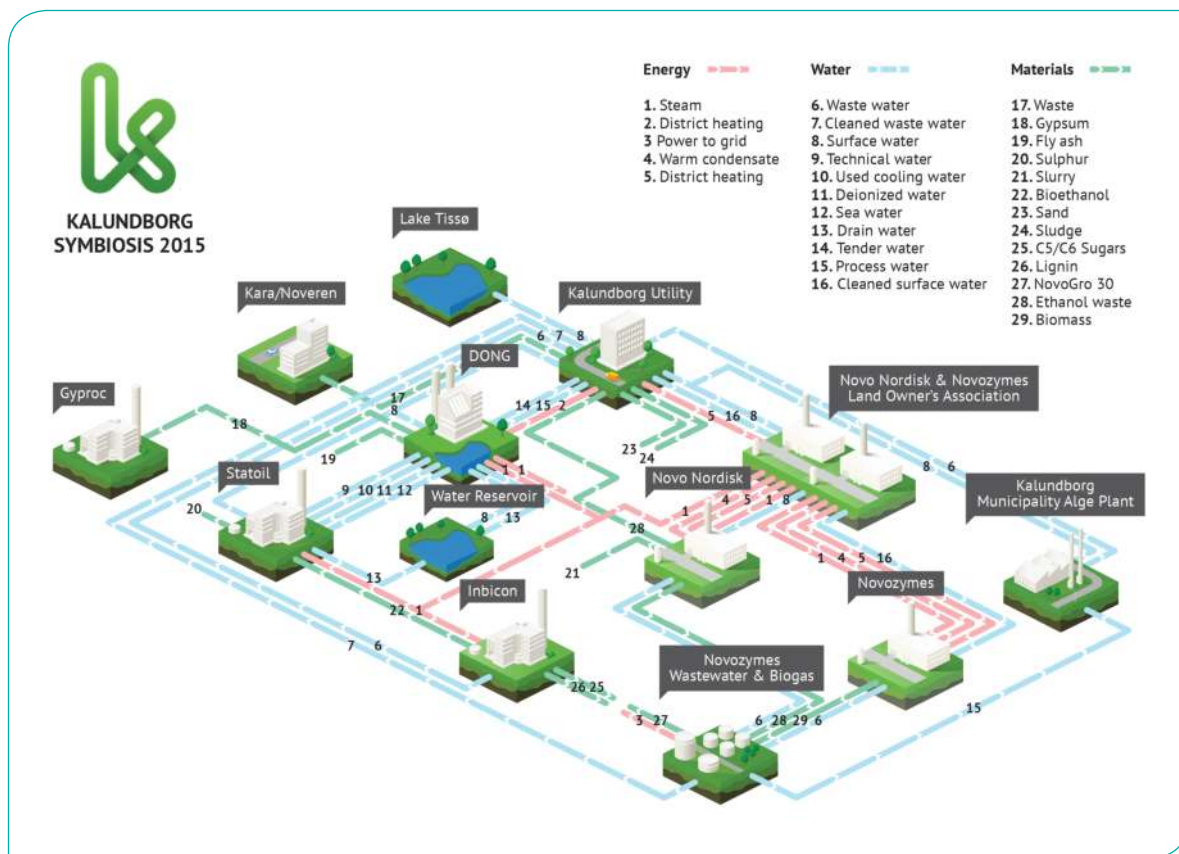 KALUNDBORG
SYMBIOSIS 2015
Energy
1. Steam
2. District heating
3 Power to grid
4. Warm condensate
5. District heating
Water
6. Waste water
7. Cleaned waste water
8. Surface water
9. Technical water
10. Used cooling water
11. Deionized water
12. Sea water
13. Drain water
14. Tender water
15. Process water
16. Cleaned surface water
Materials
17. Waste
18. Gypsum
19. Fly ash
20. Sulphur
21. Slurry
22. Bioethanol
23. Sand
24. Sludge
25. C5/C6 Sugars
26. Lignin
27. NovoGro 30
28. Ethanol waste
29. Biomass
Lake Tissø
Kara/Noveren
Kalundborg Utility
6 7 8
DONG
Gyproc
Novo Nordisk & Novozymes
Land Owner's Association
17
8
14 15 2
5 16 8
18
23
24
19
8 6
Statoil
9 10 11 12
Water Reservoir
1 1
Novo Nordisk
Kalundborg
Municipality Alge Plant
20
8 13
1
4 5 1 8
28
1 4 5 16
13
21
Inbicon
Novozymes
22 1
7 6
Novozymes
Wastewater & Biogas
26 25
3 27
6 28 29 6
15